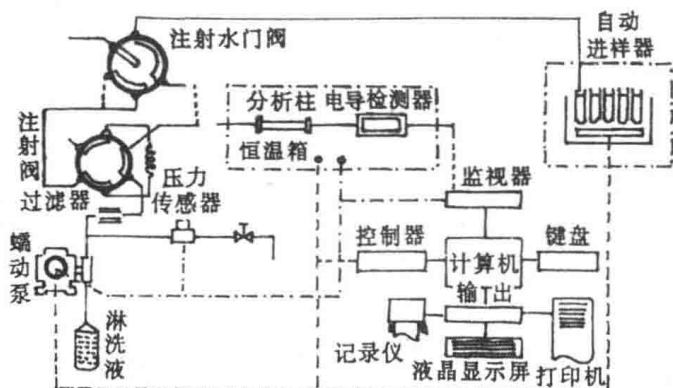 注射水门阀
自动
进样器
分析柱
电导检测器
恒温箱
注射阀
过滤器
压力
传感器
监视器
控制器
计算机
键盘
蠕动泵
输出
淋洗液
记录仪
液晶显示屏
打印机